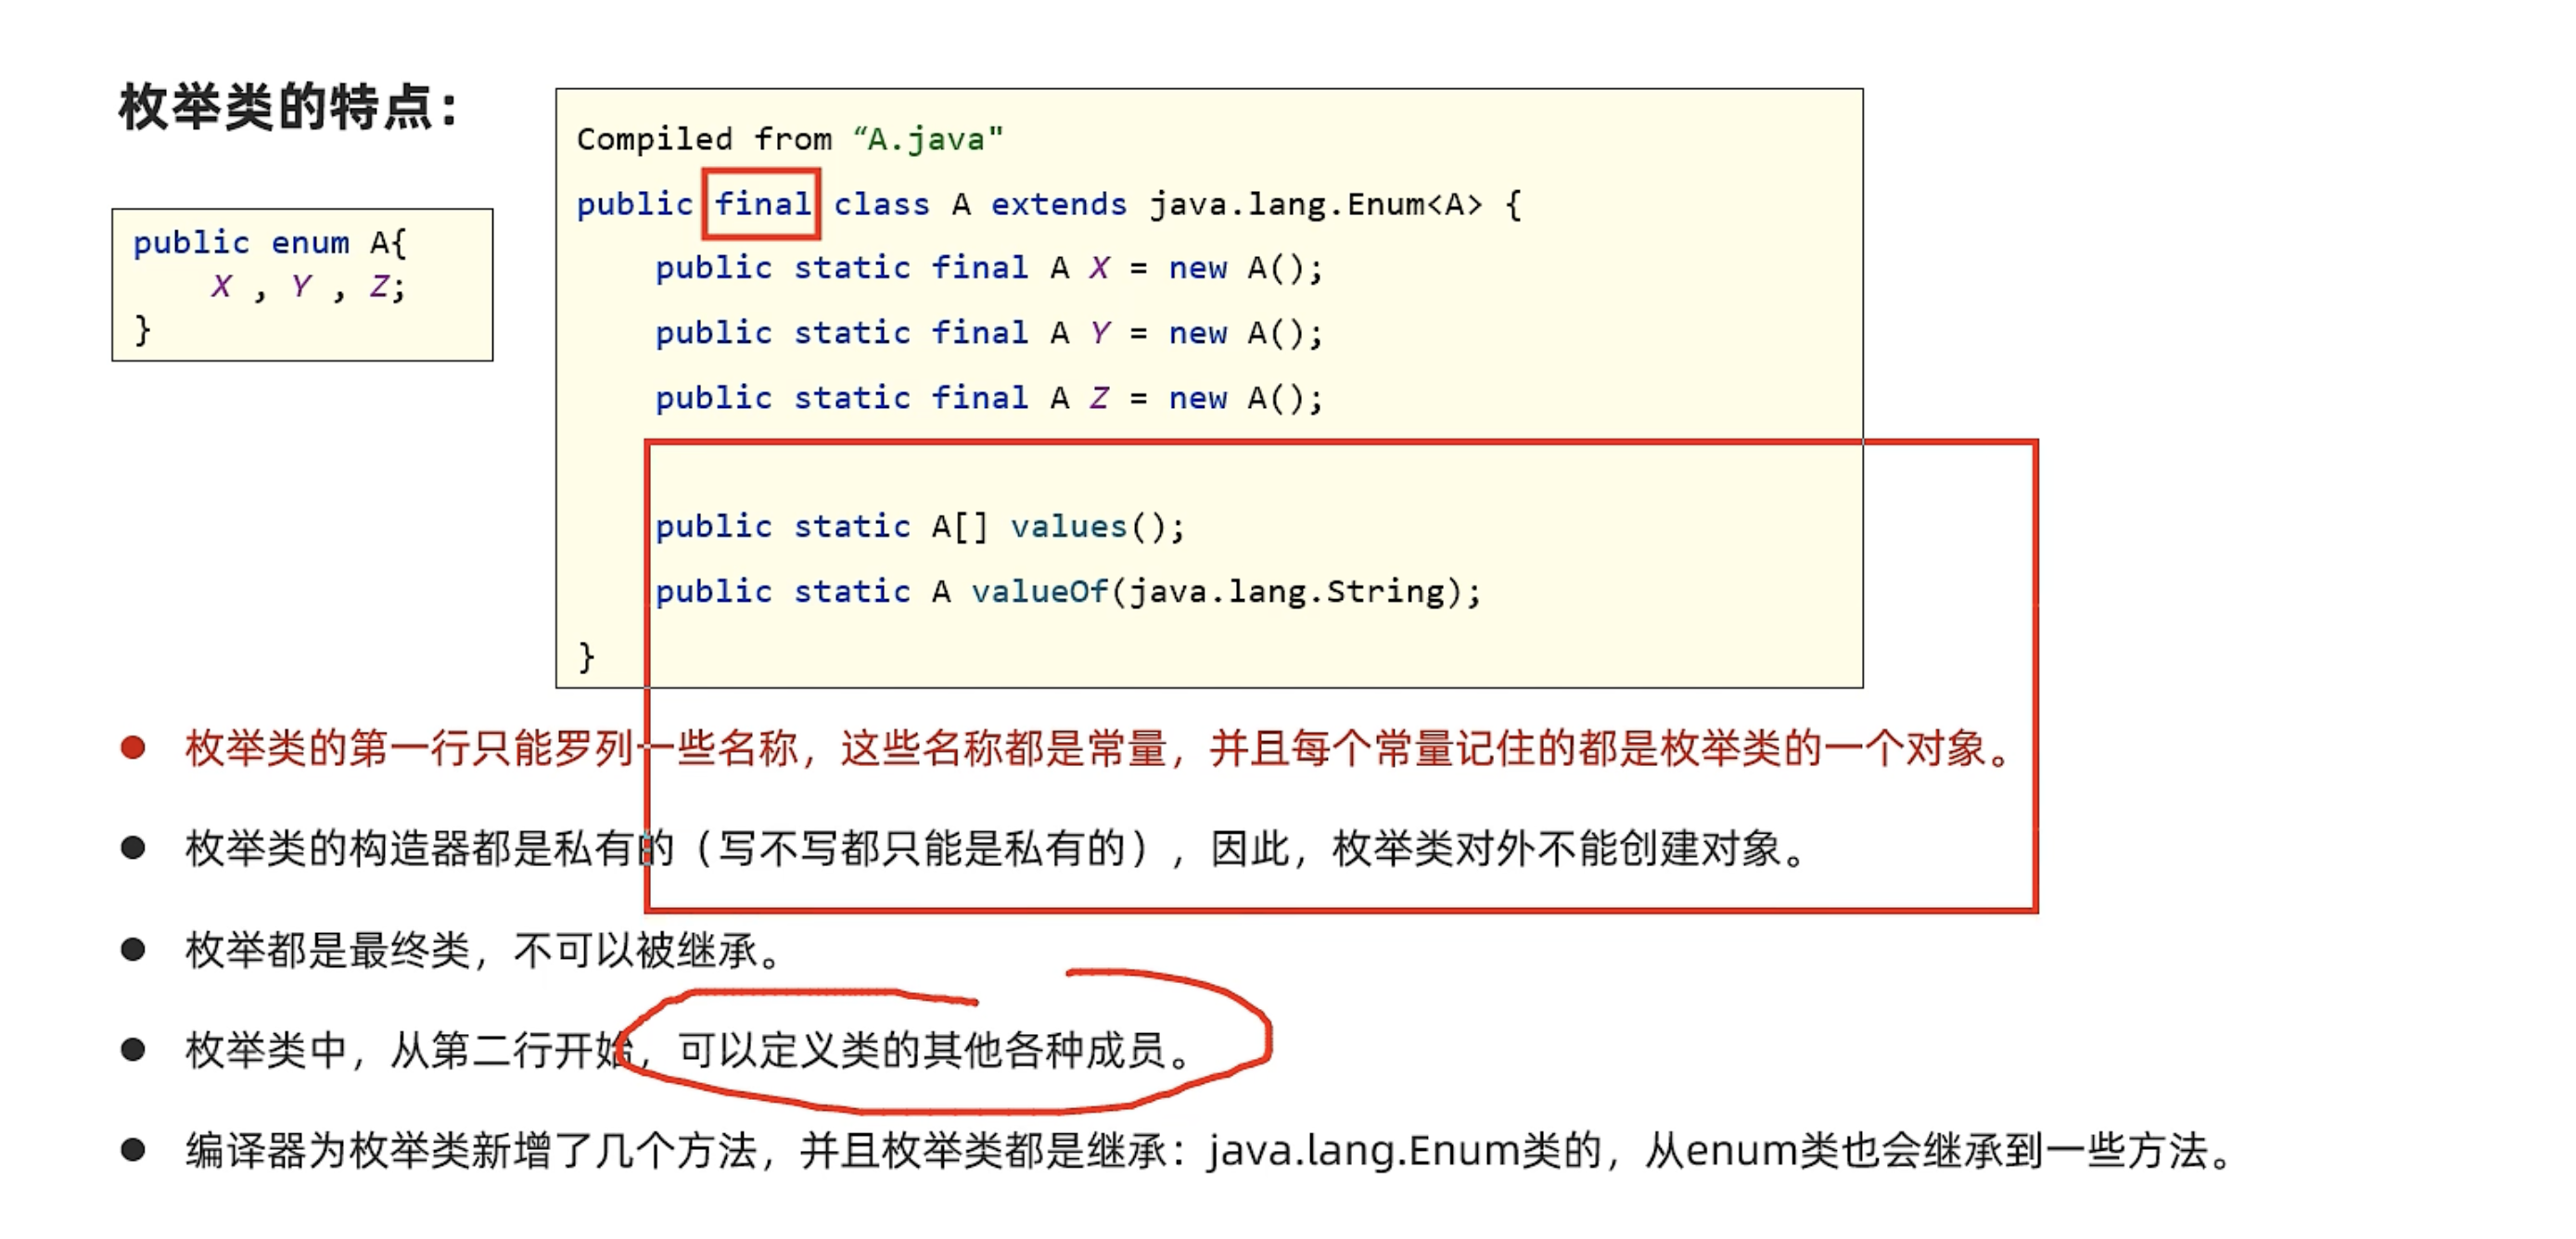 枚举类的特点：
public enum A{
X , Y , Z;
}
Compiled from “A.java"
public final class A extends java.lang.Enum<A> {
public static final A X = new A();
public static final A Y = new A();
public static final A Z = new A();
public static A[] values();
public static A valueOf(java.lang.String);
}
枚举类的第一行只能罗列一些名称，这些名称都是常量，并且每个常量记住的都是枚举类的一个对象。
枚举类的构造器都是私有的（写不写都只能是私有的），因此，枚举类对外不能创建对象。
枚举都是最终类，不可以被继承。
枚举类中，从第二行开始，可以定义类的其他各种成员。
编译器为枚举类新增了几个方法，并且枚举类都是继承：java.lang.Enum类的，从enum类也会继承到一些方法。